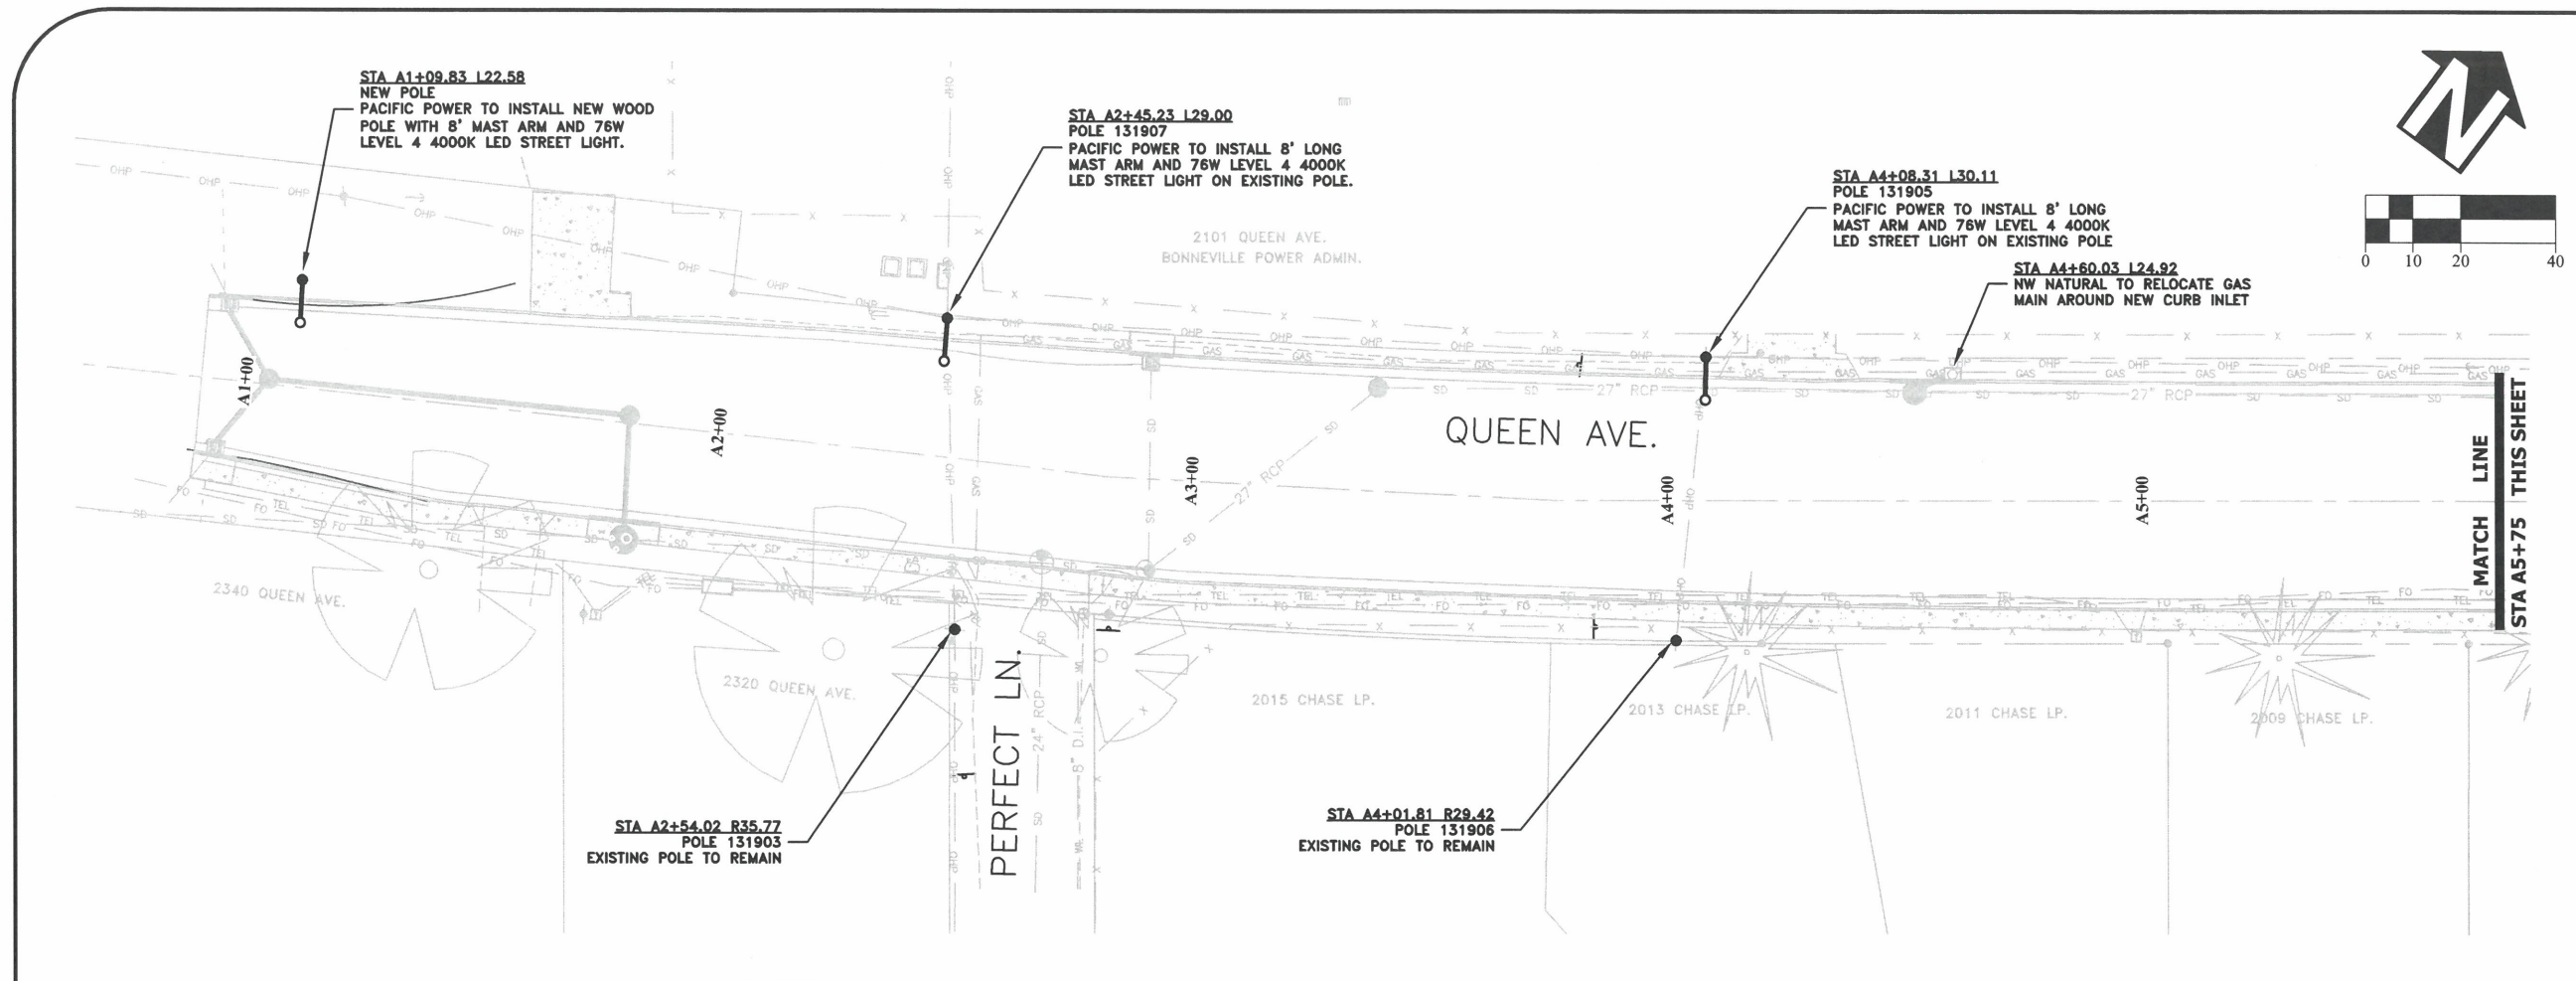 STA A1+09.83 L22.58
NEW POLE
PACIFIC POWER TO INSTALL NEW WOOD
POLE WITH 8' MAST ARM AND 76W
LEVEL 4 4000K LED STREET LIGHT.
STA A2+45.23 L29.00
POLE 131907
PACIFIC POWER TO INSTALL 8' LONG
MAST ARM AND 76W LEVEL 4 4000K
LED STREET LIGHT ON EXISTING POLE.
STA A4+08.31 L30.11
POLE 131905
PACIFIC POWER TO INSTALL 8' LONG
MAST ARM AND 76W LEVEL 4 4000K
LED STREET LIGHT ON EXISTING POLE
STA A4+60.03 L24.92
NW NATURAL TO RELOCATE GAS
MAIN AROUND NEW CURB INLET
N
0 10 20 40
2101 QUEEN AVE.
BONNEVILLE POWER ADMIN.
A1+00
A2+00
A3+00
A4+00
A5+00
QUEEN AVE.
27" RCP
27" RCP
27" RCP
MATCH LINE
STA A5+75 THIS SHEET
2340 QUEEN AVE.
2320 QUEEN AVE.
PERFECT LN.
24" RCP
8" D.I.
2015 CHASE LP.
2013 CHASE LP.
2011 CHASE LP.
2009 CHASE LP.
STA A2+54.02 R35.77
POLE 131903
EXISTING POLE TO REMAIN
STA A4+01.81 R29.42
POLE 131906
EXISTING POLE TO REMAIN